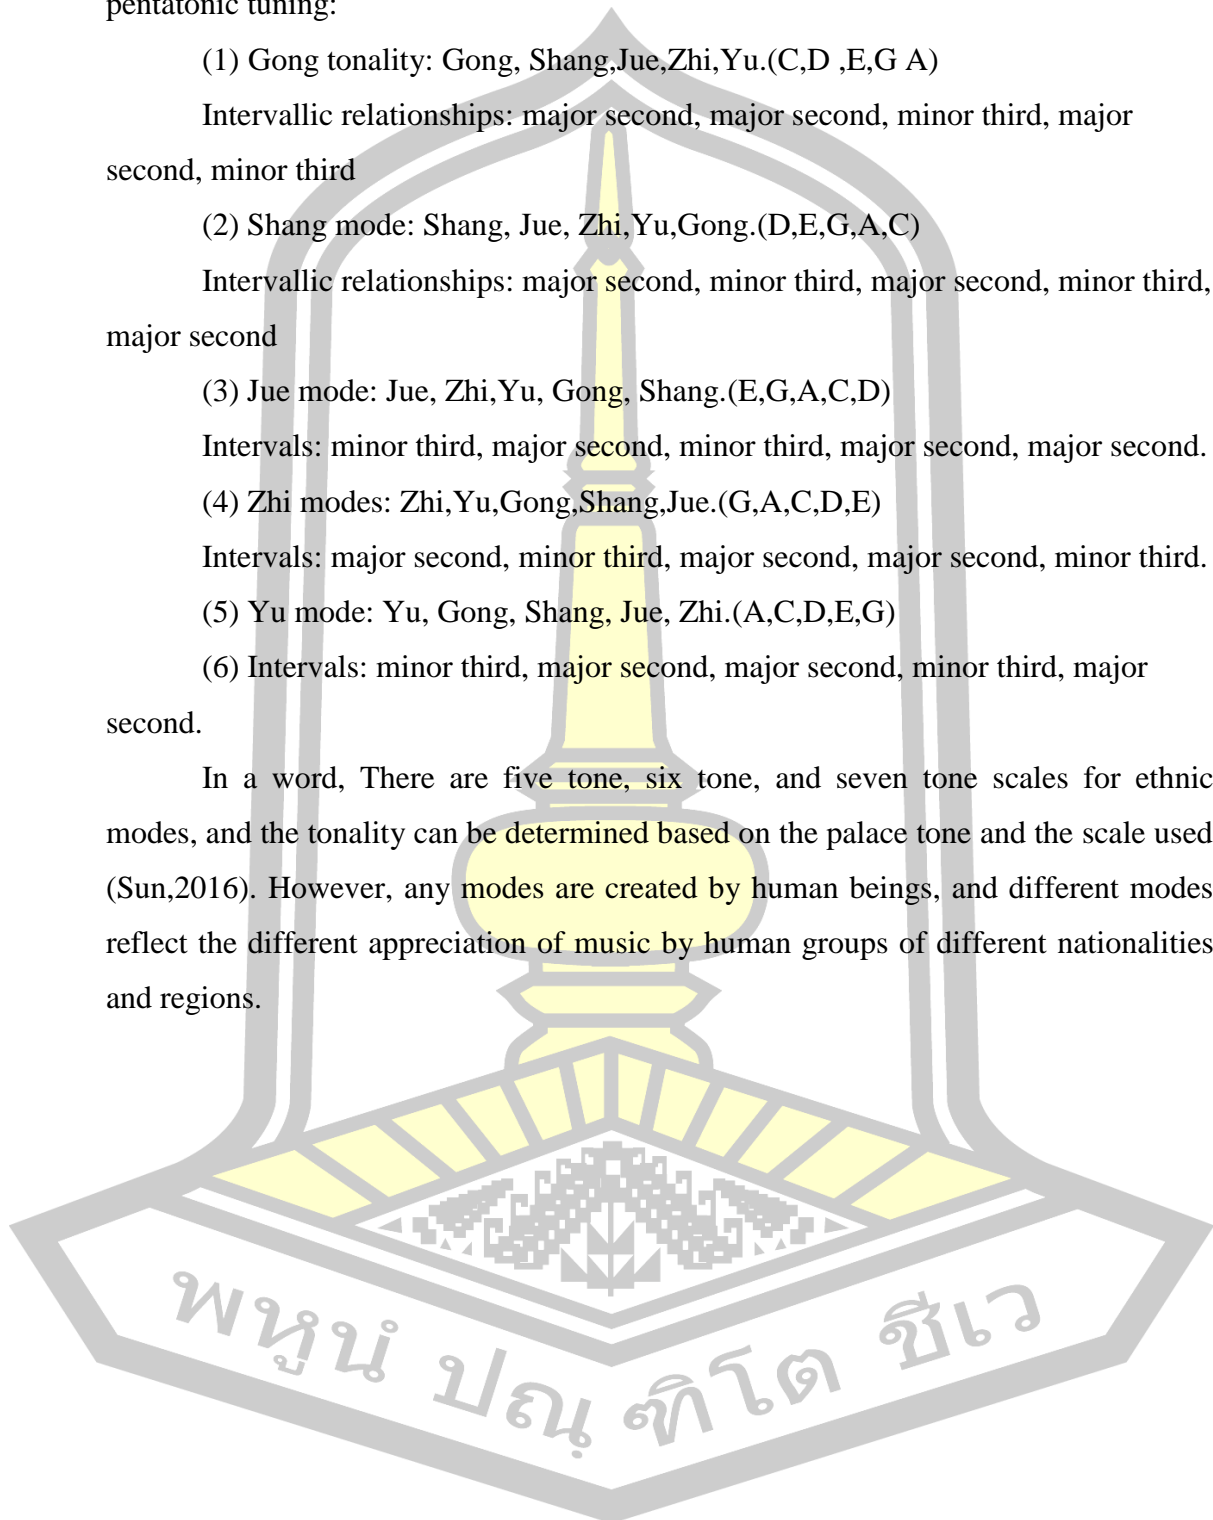 pentatonic tuning:
(1) Gong tonality: Gong, Shang,Jue,Zhi,Yu.(C,D ,E,G A)
Intervallic relationships: major second, major second, minor third, major
second, minor third
(2) Shang mode: Shang, Jue, Zhi,Yu,Gong.(D,E,G,A,C)
Intervallic relationships: major second, minor third, major second, minor third,
major second
(3) Jue mode: Jue, Zhi,Yu, Gong, Shang.(E,G,A,C,D)
Intervals: minor third, major second, minor third, major second, major second.
(4) Zhi modes: Zhi,Yu,Gong,Shang,Jue.(G,A,C,D,E)
Intervals: major second, minor third, major second, major second, minor third.
(5) Yu mode: Yu, Gong, Shang, Jue, Zhi.(A,C,D,E,G)
(6) Intervals: minor third, major second, major second, minor third, major
second.
In a word, There are five tone, six tone, and seven tone scales for ethnic
modes, and the tonality can be determined based on the palace tone and the scale used
(Sun,2016). However, any modes are created by human beings, and different modes
reflect the different appreciation of music by human groups of different nationalities
and regions.
พหูนํ ปณฺฑิโต ชีเว